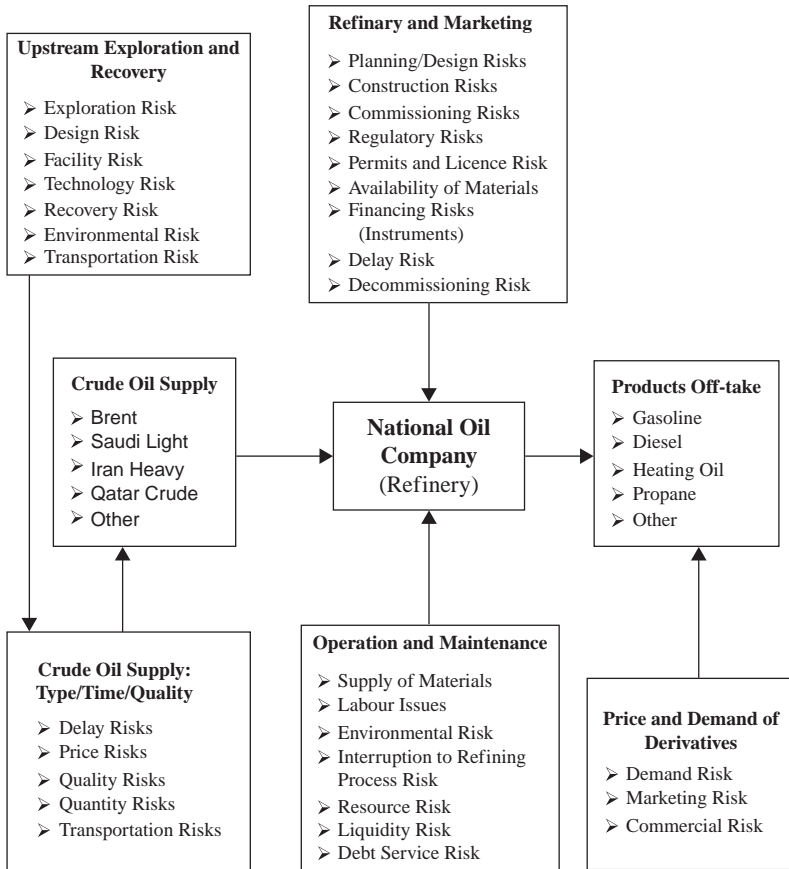 Upstream Exploration and
Recovery
➢ Exploration Risk
➢ Design Risk
➢ Facility Risk
➢ Technology Risk
➢ Recovery Risk
➢ Environmental Risk
➢ Transportation Risk
Refinary and Marketing
➢ Planning/Design Risks
➢ Construction Risks
➢ Commissioning Risks
➢ Regulatory Risks
➢ Permits and Licence Risk
➢ Availability of Materials
➢ Financing Risks
(Instruments)
➢ Delay Risk
➢ Decommissioning Risk
Crude Oil Supply
➢ Brent
➢ Saudi Light
➢ Iran Heavy
➢ Qatar Crude
➢ Other
National Oil
Company
(Refinery)
Products Off-take
➢ Gasoline
➢ Diesel
➢ Heating Oil
➢ Propane
➢ Other
Crude Oil Supply:
Type/Time/Quality
➢ Delay Risks
➢ Price Risks
➢ Quality Risks
➢ Quantity Risks
➢ Transportation Risks
Operation and Maintenance
➢ Supply of Materials
➢ Labour Issues
➢ Environmental Risk
➢ Interruption to Refining
Process Risk
➢ Resource Risk
➢ Liquidity Risk
➢ Debt Service Risk
Price and Demand of
Derivatives
➢ Demand Risk
➢ Marketing Risk
➢ Commercial Risk